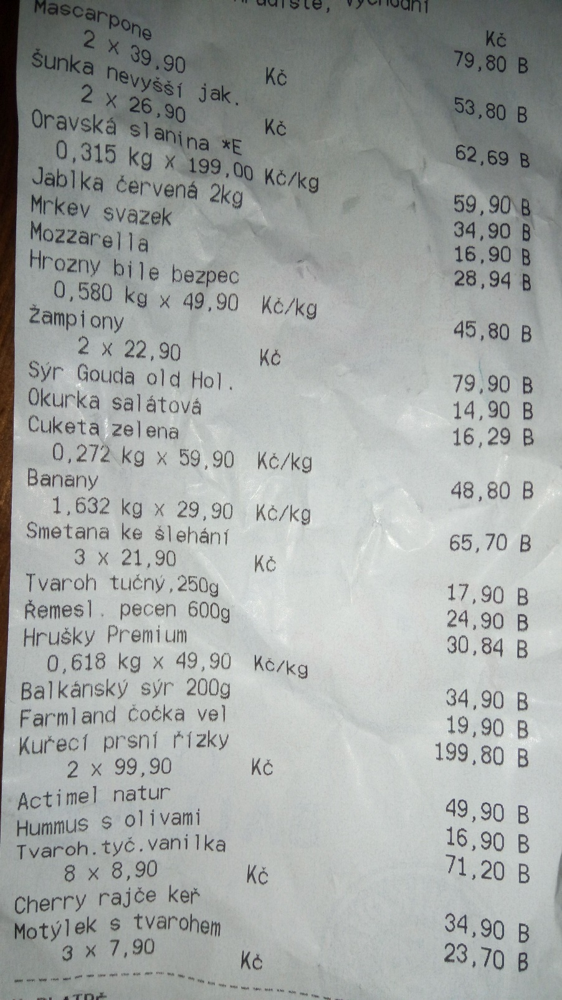 Východní
Kč
Mascarpone 79,80 B
2 x 39,90 Kč
Šunka nevyšší jak. 53,80 B
2 x 26,90 Kč
Oravská slanina *E 62,69 B
0,315 kg x 199,00 Kč/kg
Jablka červená 2kg 59,90 B
Mrkev svazek 34,90 B
Mozzarella 16,90 B
Hrozny bile bezpec 28,94 B
0,580 kg x 49,90 Kč/kg
Žampiony 45,80 B
2 x 22,90 Kč
Sýr Gouda old Hol. 79,90 B
Okurka salátová 14,90 B
Cuketa zelena 16,29 B
0,272 kg x 59,90 Kč/kg
Banany 48,80 B
1,632 kg x 29,90 Kč/kg
Smetana ke šlehání 65,70 B
3 x 21,90 Kč
Tvaroh tučný,250g 17,90 B
Řemesl. pecen 600g 24,90 B
Hrušky Premium 30,84 B
0,618 kg x 49,90 Kč/kg
Balkánský sýr 200g 34,90 B
Farmland čočka vel 19,90 B
Kuřecí prsní řízky 199,80 B
2 x 99,90 Kč
Actimel natur 49,90 B
Hummus s olivami 16,90 B
Tvaroh.tyč.vanilka 71,20 B
8 x 8,90 Kč
Cherry rajče keř 34,90 B
Motýlek s tvarohem 23,70 B
3 x 7,90 Kč